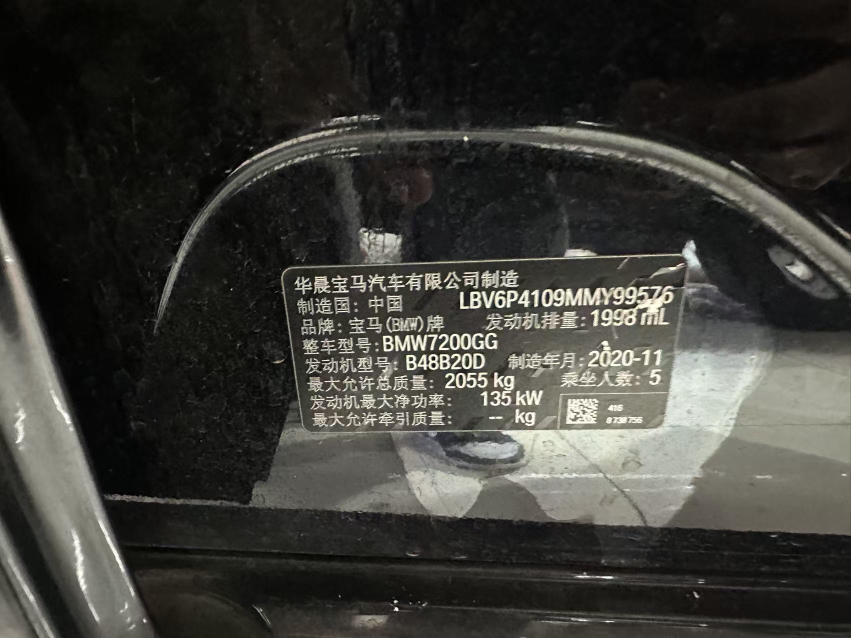 华晨宝马汽车有限公司制造
制造国: 中国 LBV6P4109MMY99576
品牌: 宝马(BMW)牌 发动机排量: 1998 mL
整车型号: BMW7200GG
发动机型号: B48B20D 制造年月: 2020-11
最大允许总质量: 2055 kg 乘坐人数: 5
发动机最大净功率: 135 kW
最大允许牵引质量: -- kg
416
8738756